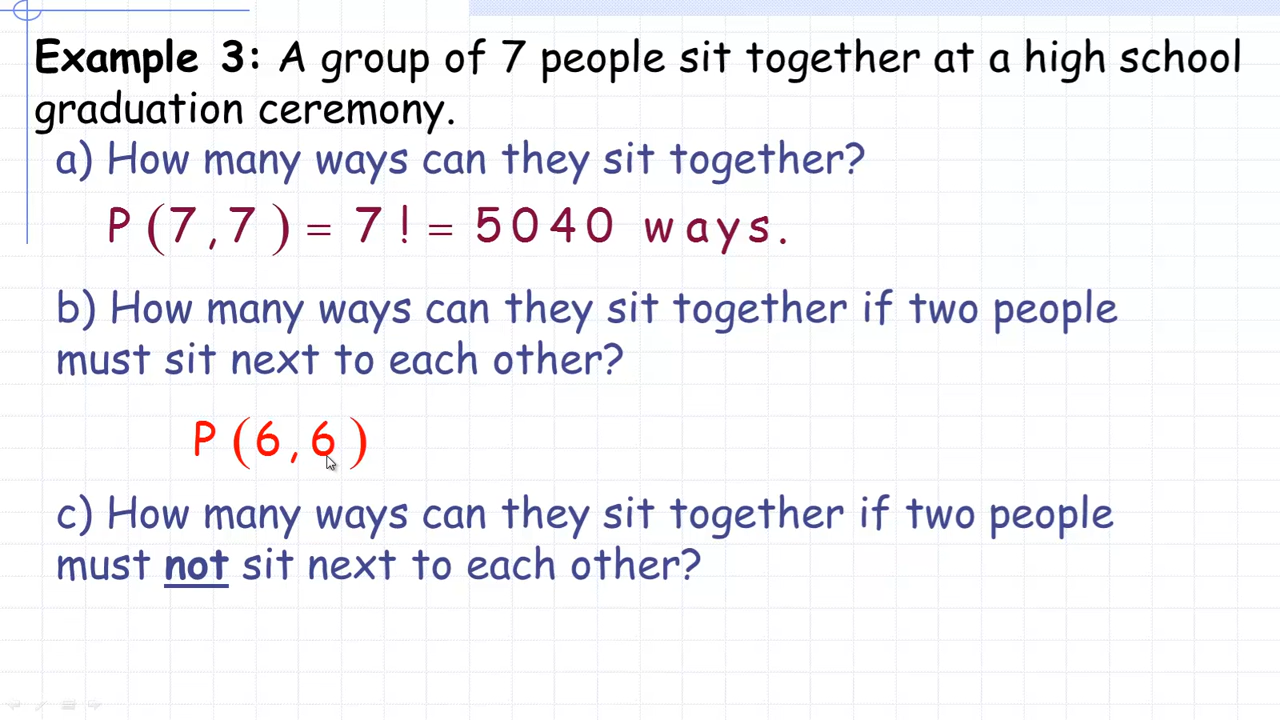 Example 3: A group of 7 people sit together at a high school
graduation ceremony.
a) How many ways can they sit together?
P(7,7) = 7! = 5040 ways.
b) How many ways can they sit together if two people
must sit next to each other?
P(6,6)
c) How many ways can they sit together if two people
must not sit next to each other?